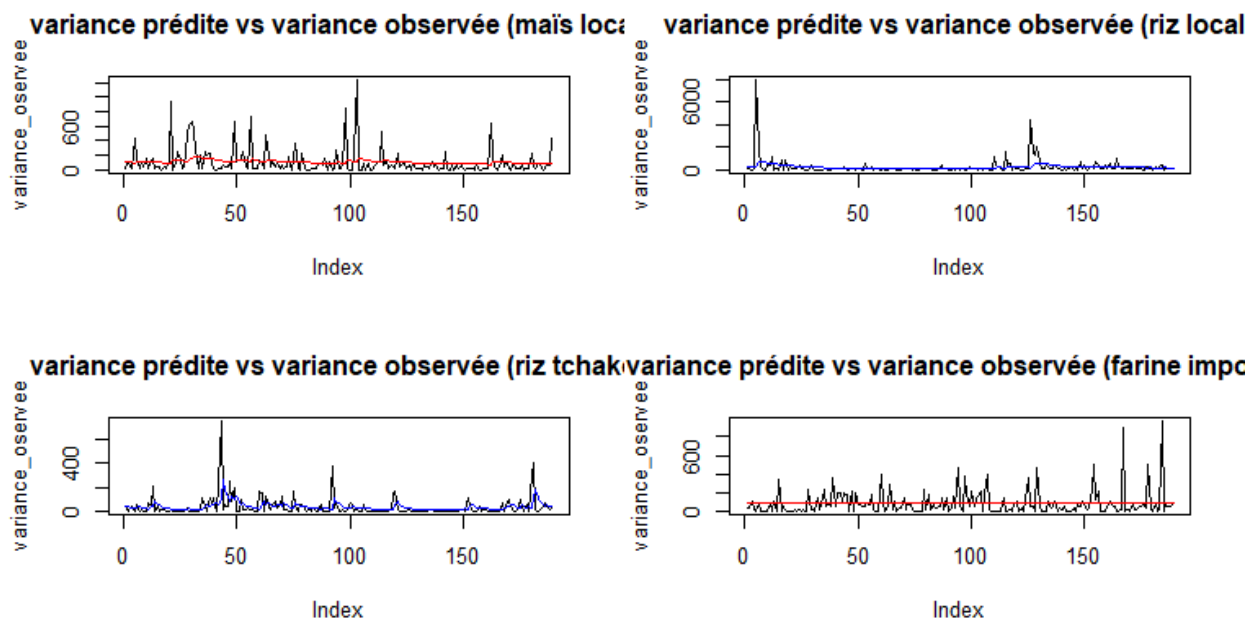 variance prédite vs variance observée (maïs loca
variance_oservee
600
0
0 50 100 150
Index
variance prédite vs variance observée (riz local
variance_oservee
6000
0
0 50 100 150
Index
variance prédite vs variance observée (riz tchak
variance_oservee
400
0
0 50 100 150
Index
variance prédite vs variance observée (farine impo
variance_oservee
600
0
0 50 100 150
Index